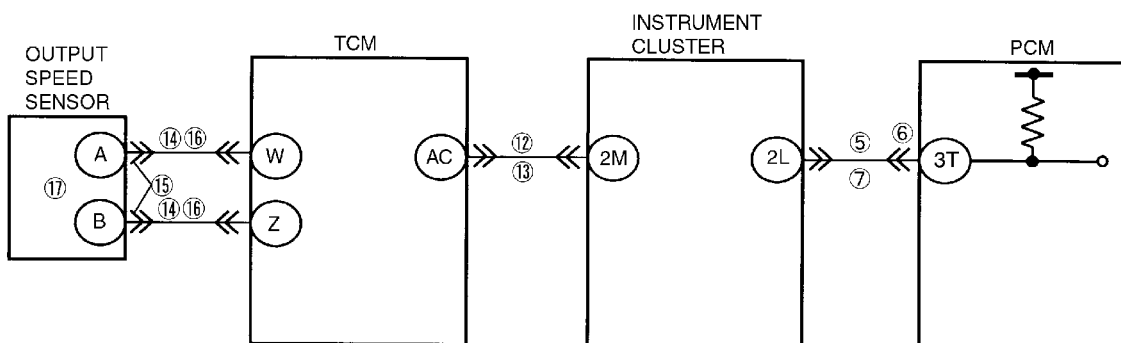 INSTRUMENT
CLUSTER
TCM
PCM
OUTPUT
SPEED
SENSOR
A
⑭ ⑯
W
AC
⑫
2M
2L
⑤
⑥
3T
⑰
⑮
⑬
⑦
B
⑭ ⑯
Z